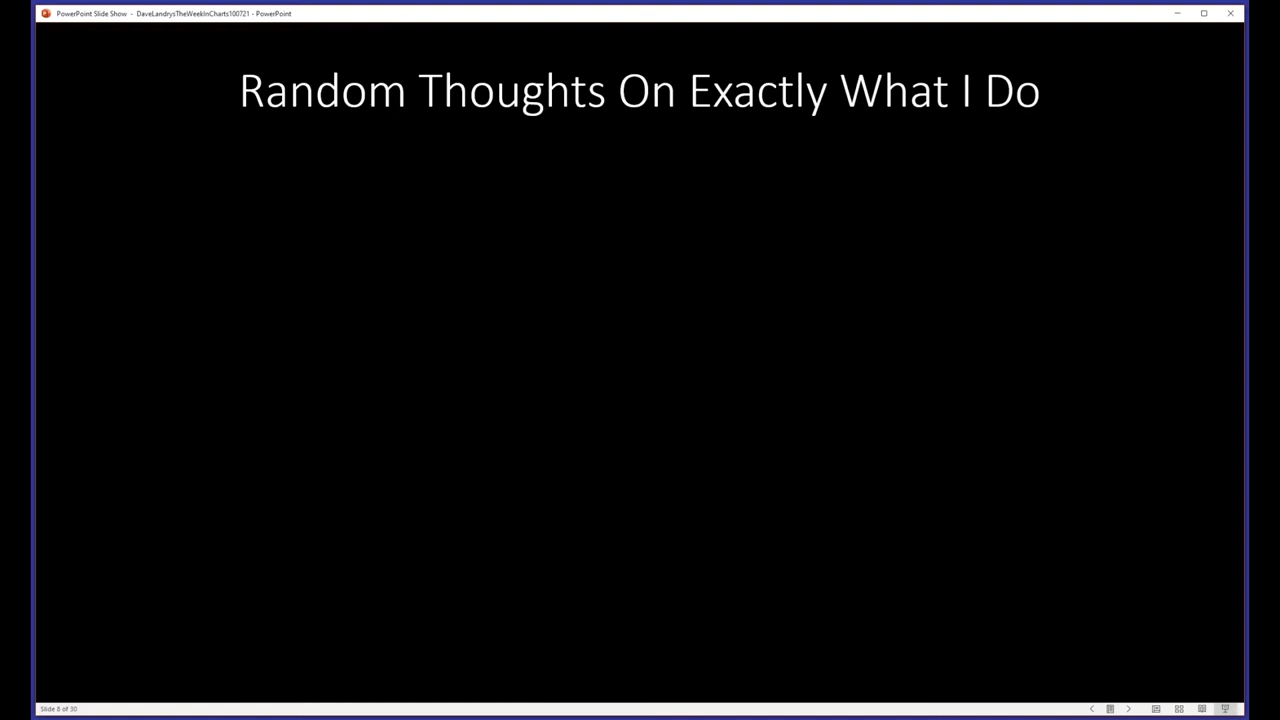 PowerPoint Slide Show - DaveLandrysTheWeekInCharts100721 - PowerPoint
Random Thoughts On Exactly What I Do
Slide 8 of 30